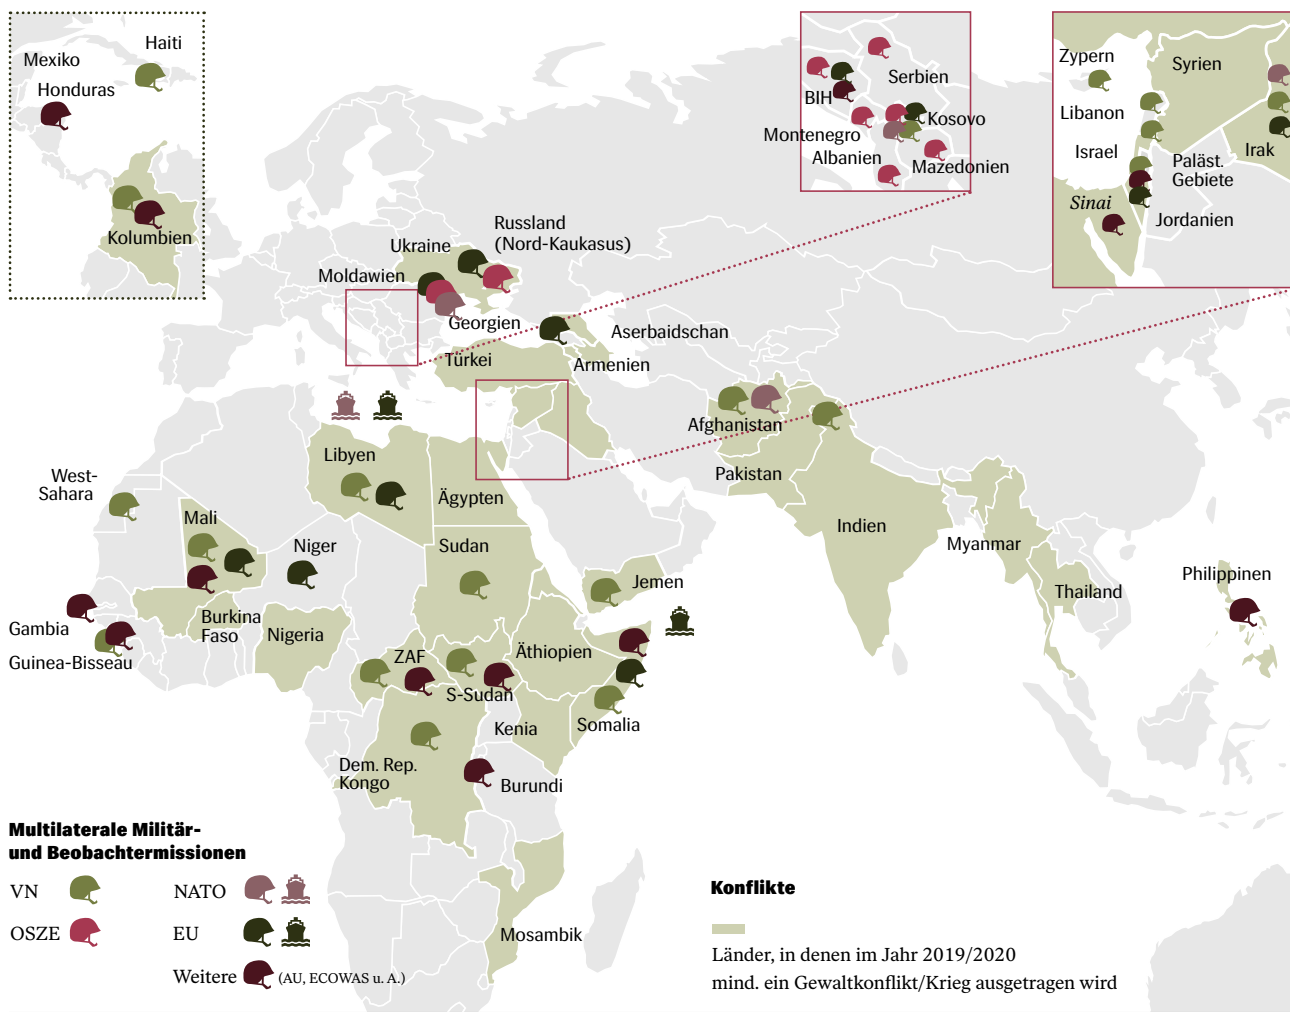 Haiti
Mexiko
Honduras
Kolumbien
Serbien
BIH
Kosovo
Montenegro
Albanien
Mazedonien
Zypern
Syrien
Libanon
Israel
Irak
Paläst.
Gebiete
Sinai
Jordanien
Russland
(Nord-Kaukasus)
Ukraine
Moldawien
Georgien
Aserbaidschan
Türkei
Armenien
Afghanistan
Pakistan
Libyen
Ägypten
West-
Sahara
Mali
Niger
Sudan
Indien
Myanmar
Jemen
Thailand
Philippinen
Gambia
Burkina
Faso
Nigeria
Guinea-Bissau
ZAF
Äthiopien
S-Sudan
Kenia
Somalia
Dem. Rep.
Kongo
Burundi
Mosambik
Multilaterale Militär-
und Beobachtermissionen
VN
NATO
OSZE
EU
Weitere (AU, ECOWAS u. A.)
Konflikte
Länder, in denen im Jahr 2019/2020
mind. ein Gewaltkonflikt/Krieg ausgetragen wird